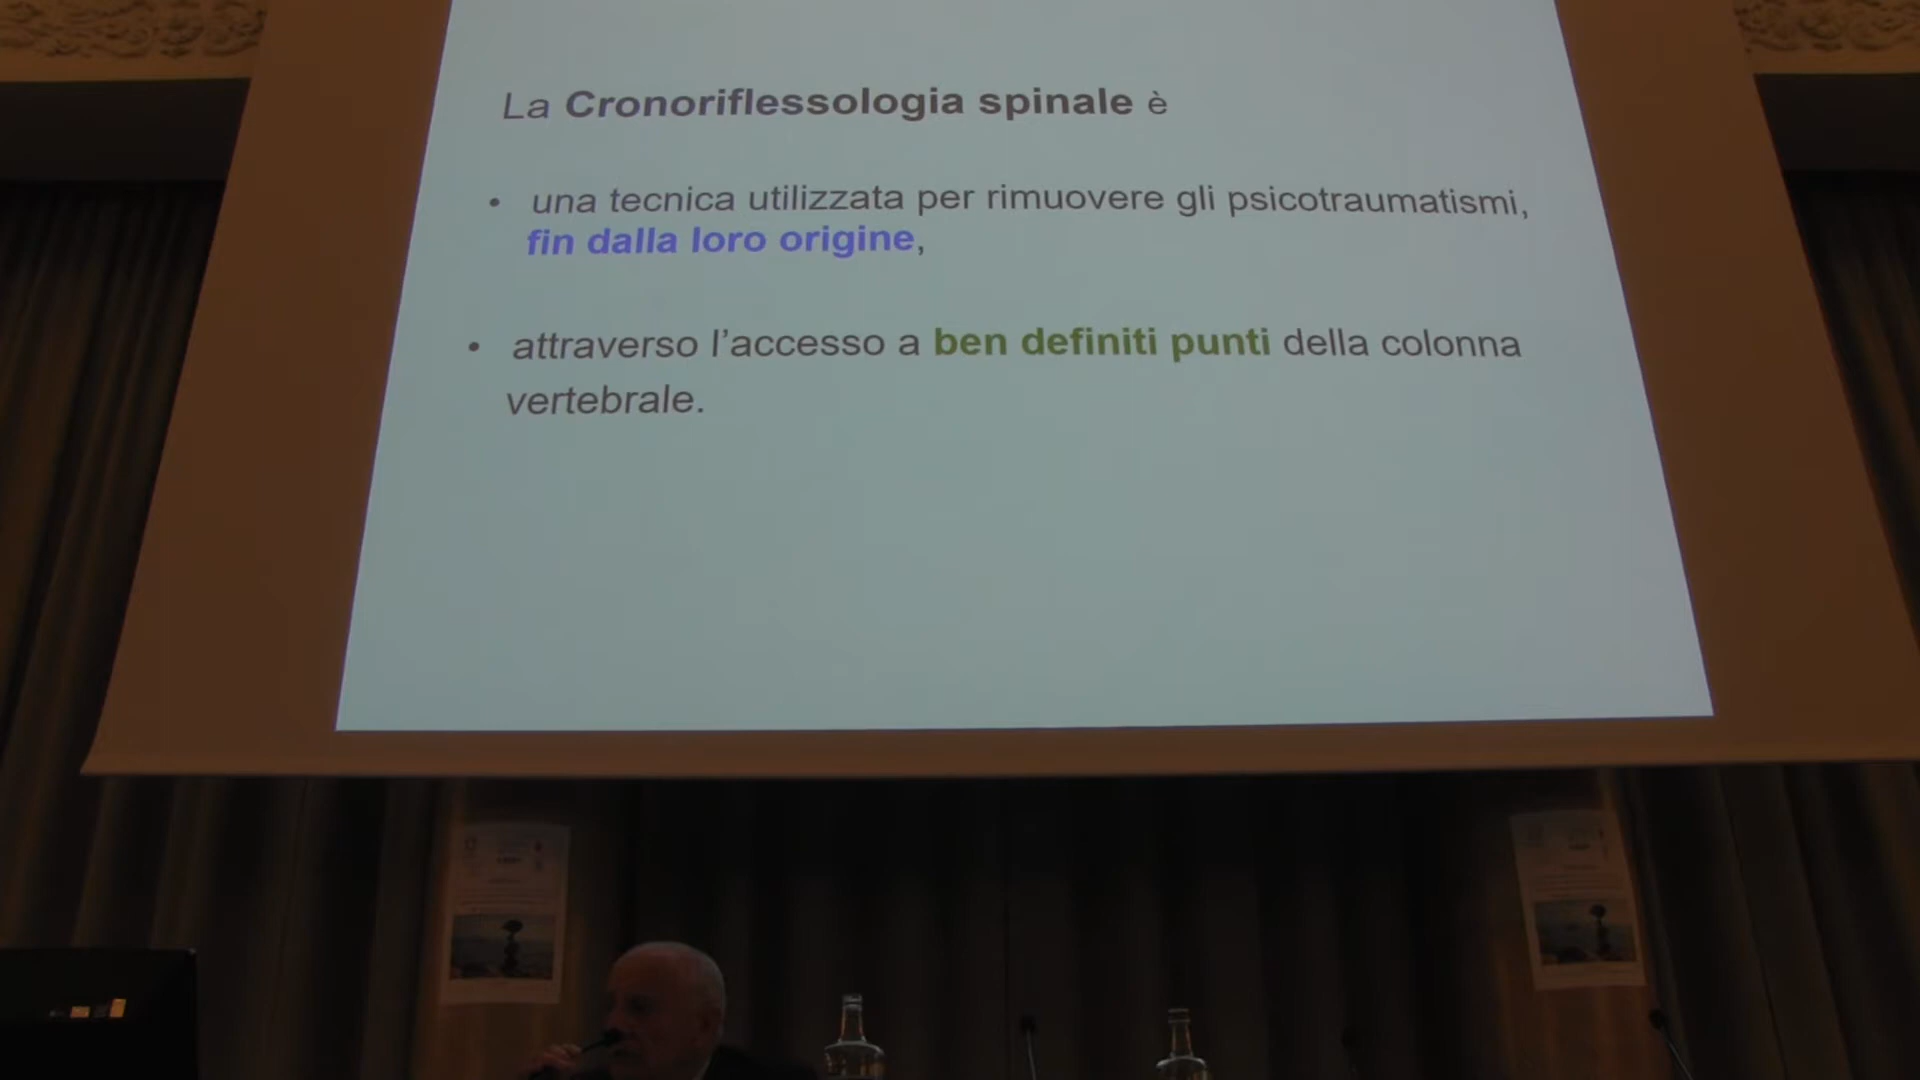 La Cronoriflessologia spinale è
• una tecnica utilizzata per rimuovere gli psicotraumatismi,
fin dalla loro origine,
• attraverso l'accesso a ben definiti punti della colonna
vertebrale.